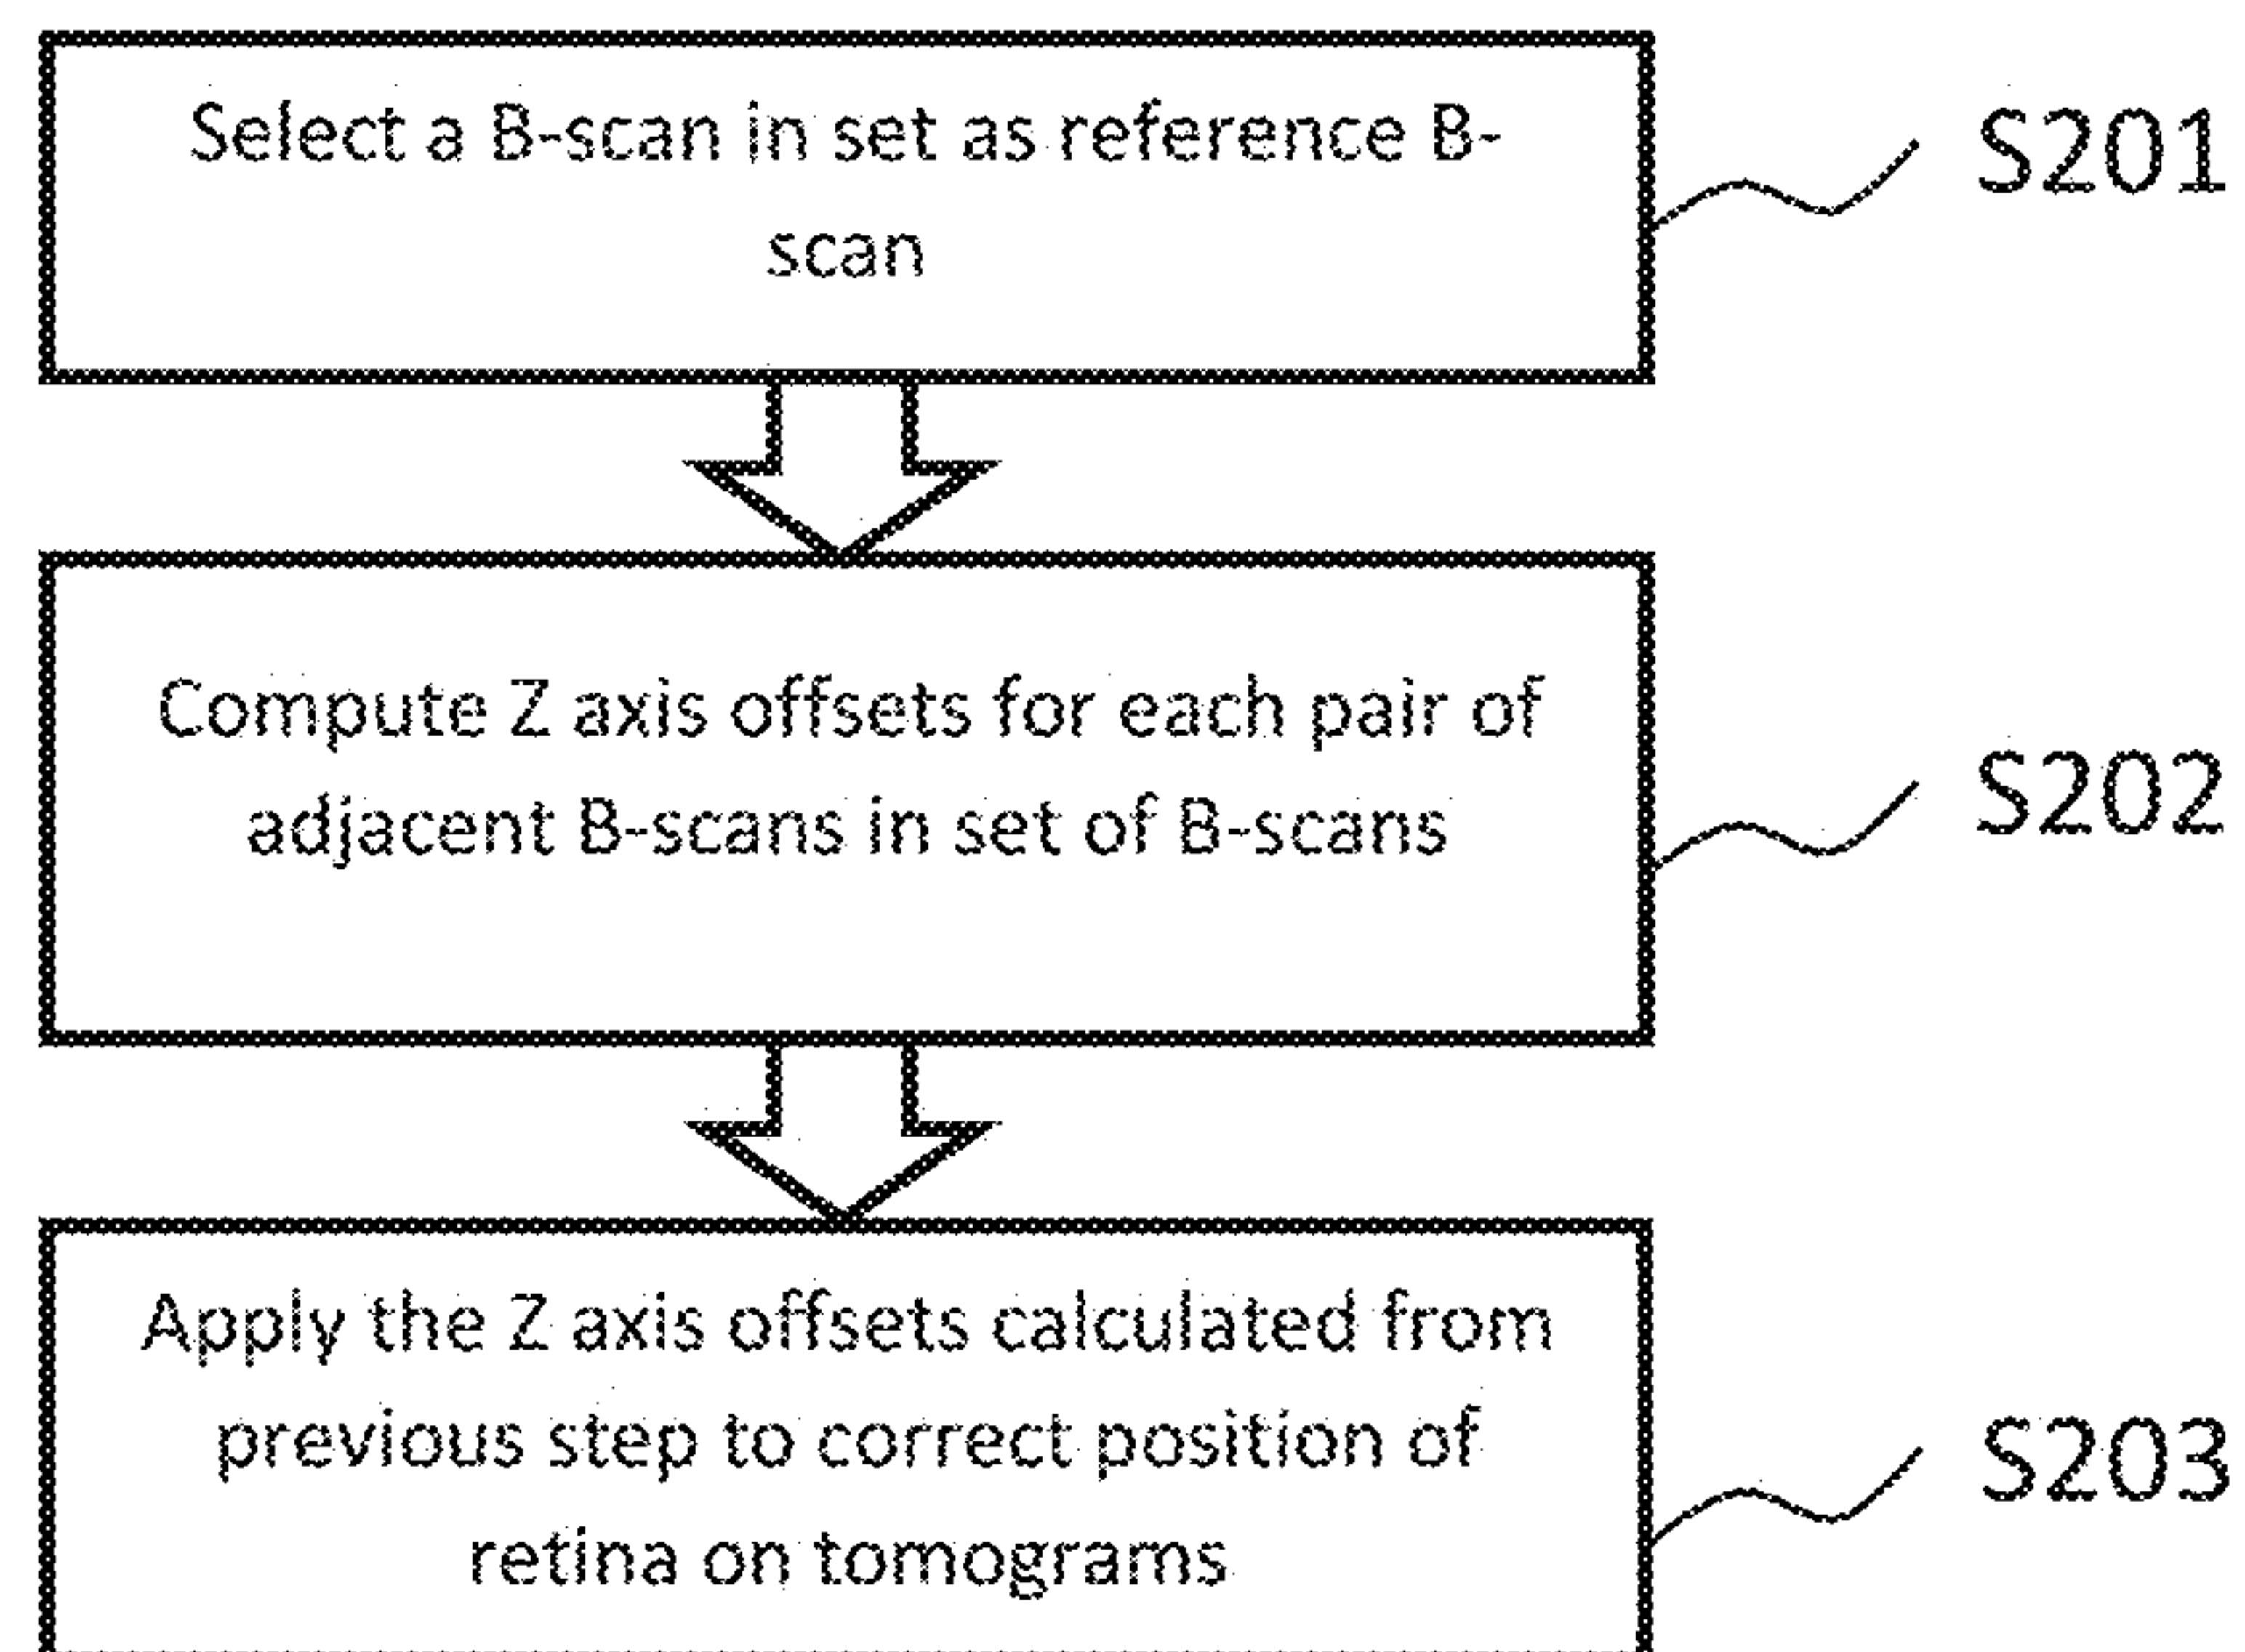 Select a B-scan in set as reference B-
scan
S201
Compute Z axis offsets for each pair of
adjacent B-scans in set of B-scans
S202
Apply the Z axis offsets calculated from
previous step to correct position of
retina on tomograms
S203